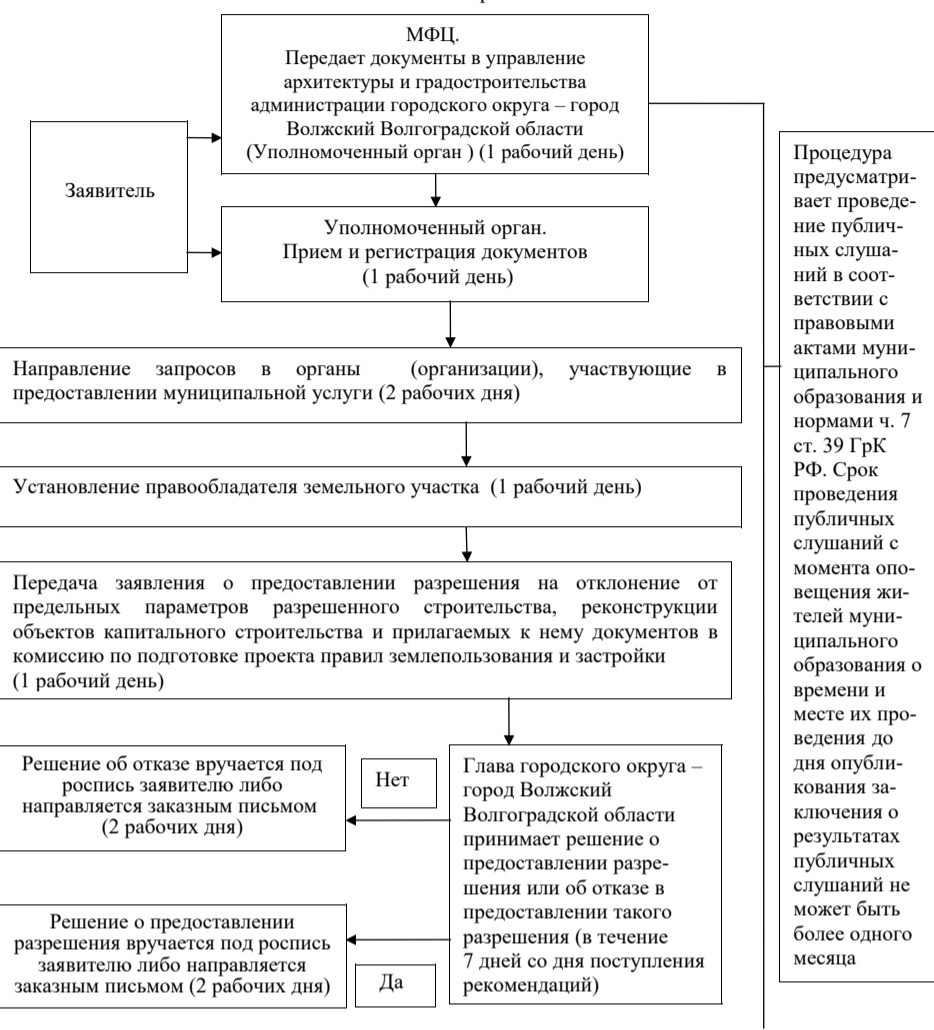 МФЦ.
Передает документы в управление
архитектуры и градостроительства
администрации городского округа – город
Волжский Волгоградской области
(Уполномоченный орган ) (1 рабочий день)
Заявитель
Уполномоченный орган.
Прием и регистрация документов
(1 рабочий день)
Направление запросов в органы (организации), участвующие в
предоставлении муниципальной услуги (2 рабочих дня)
Установление правообладателя земельного участка (1 рабочий день)
Передача заявления о предоставлении разрешения на отклонение от
предельных параметров разрешенного строительства, реконструкции
объектов капитального строительства и прилагаемых к нему документов в
комиссию по подготовке проекта правил землепользования и застройки
(1 рабочий день)
Решение об отказе вручается под
роспись заявителю либо
направляется заказным письмом
(2 рабочих дня)
Нет
Глава городского округа –
город Волжский
Волгоградской области
принимает решение о
предоставлении разре-
шения или об отказе в
предоставлении такого
разрешения (в течение
7 дней со дня поступления
рекомендаций)
Решение о предоставлении
разрешения вручается под роспись
заявителю либо направляется
заказным письмом (2 рабочих дня)
Да
Процедура
предусматри-
вает проведе-
ние публич-
ных слуша-
ний в соот-
ветствии с
правовыми
актами муни-
ципального
образования и
нормами ч. 7
ст. 39 ГрК
РФ. Срок
проведения
публичных
слушаний с
момента опо-
вещения жи-
телей муни-
ципального
образования о
времени и
месте их про-
ведения до
дня опубли-
кования за-
ключения о
результатах
публичных
слушаний не
может быть
более одного
месяца